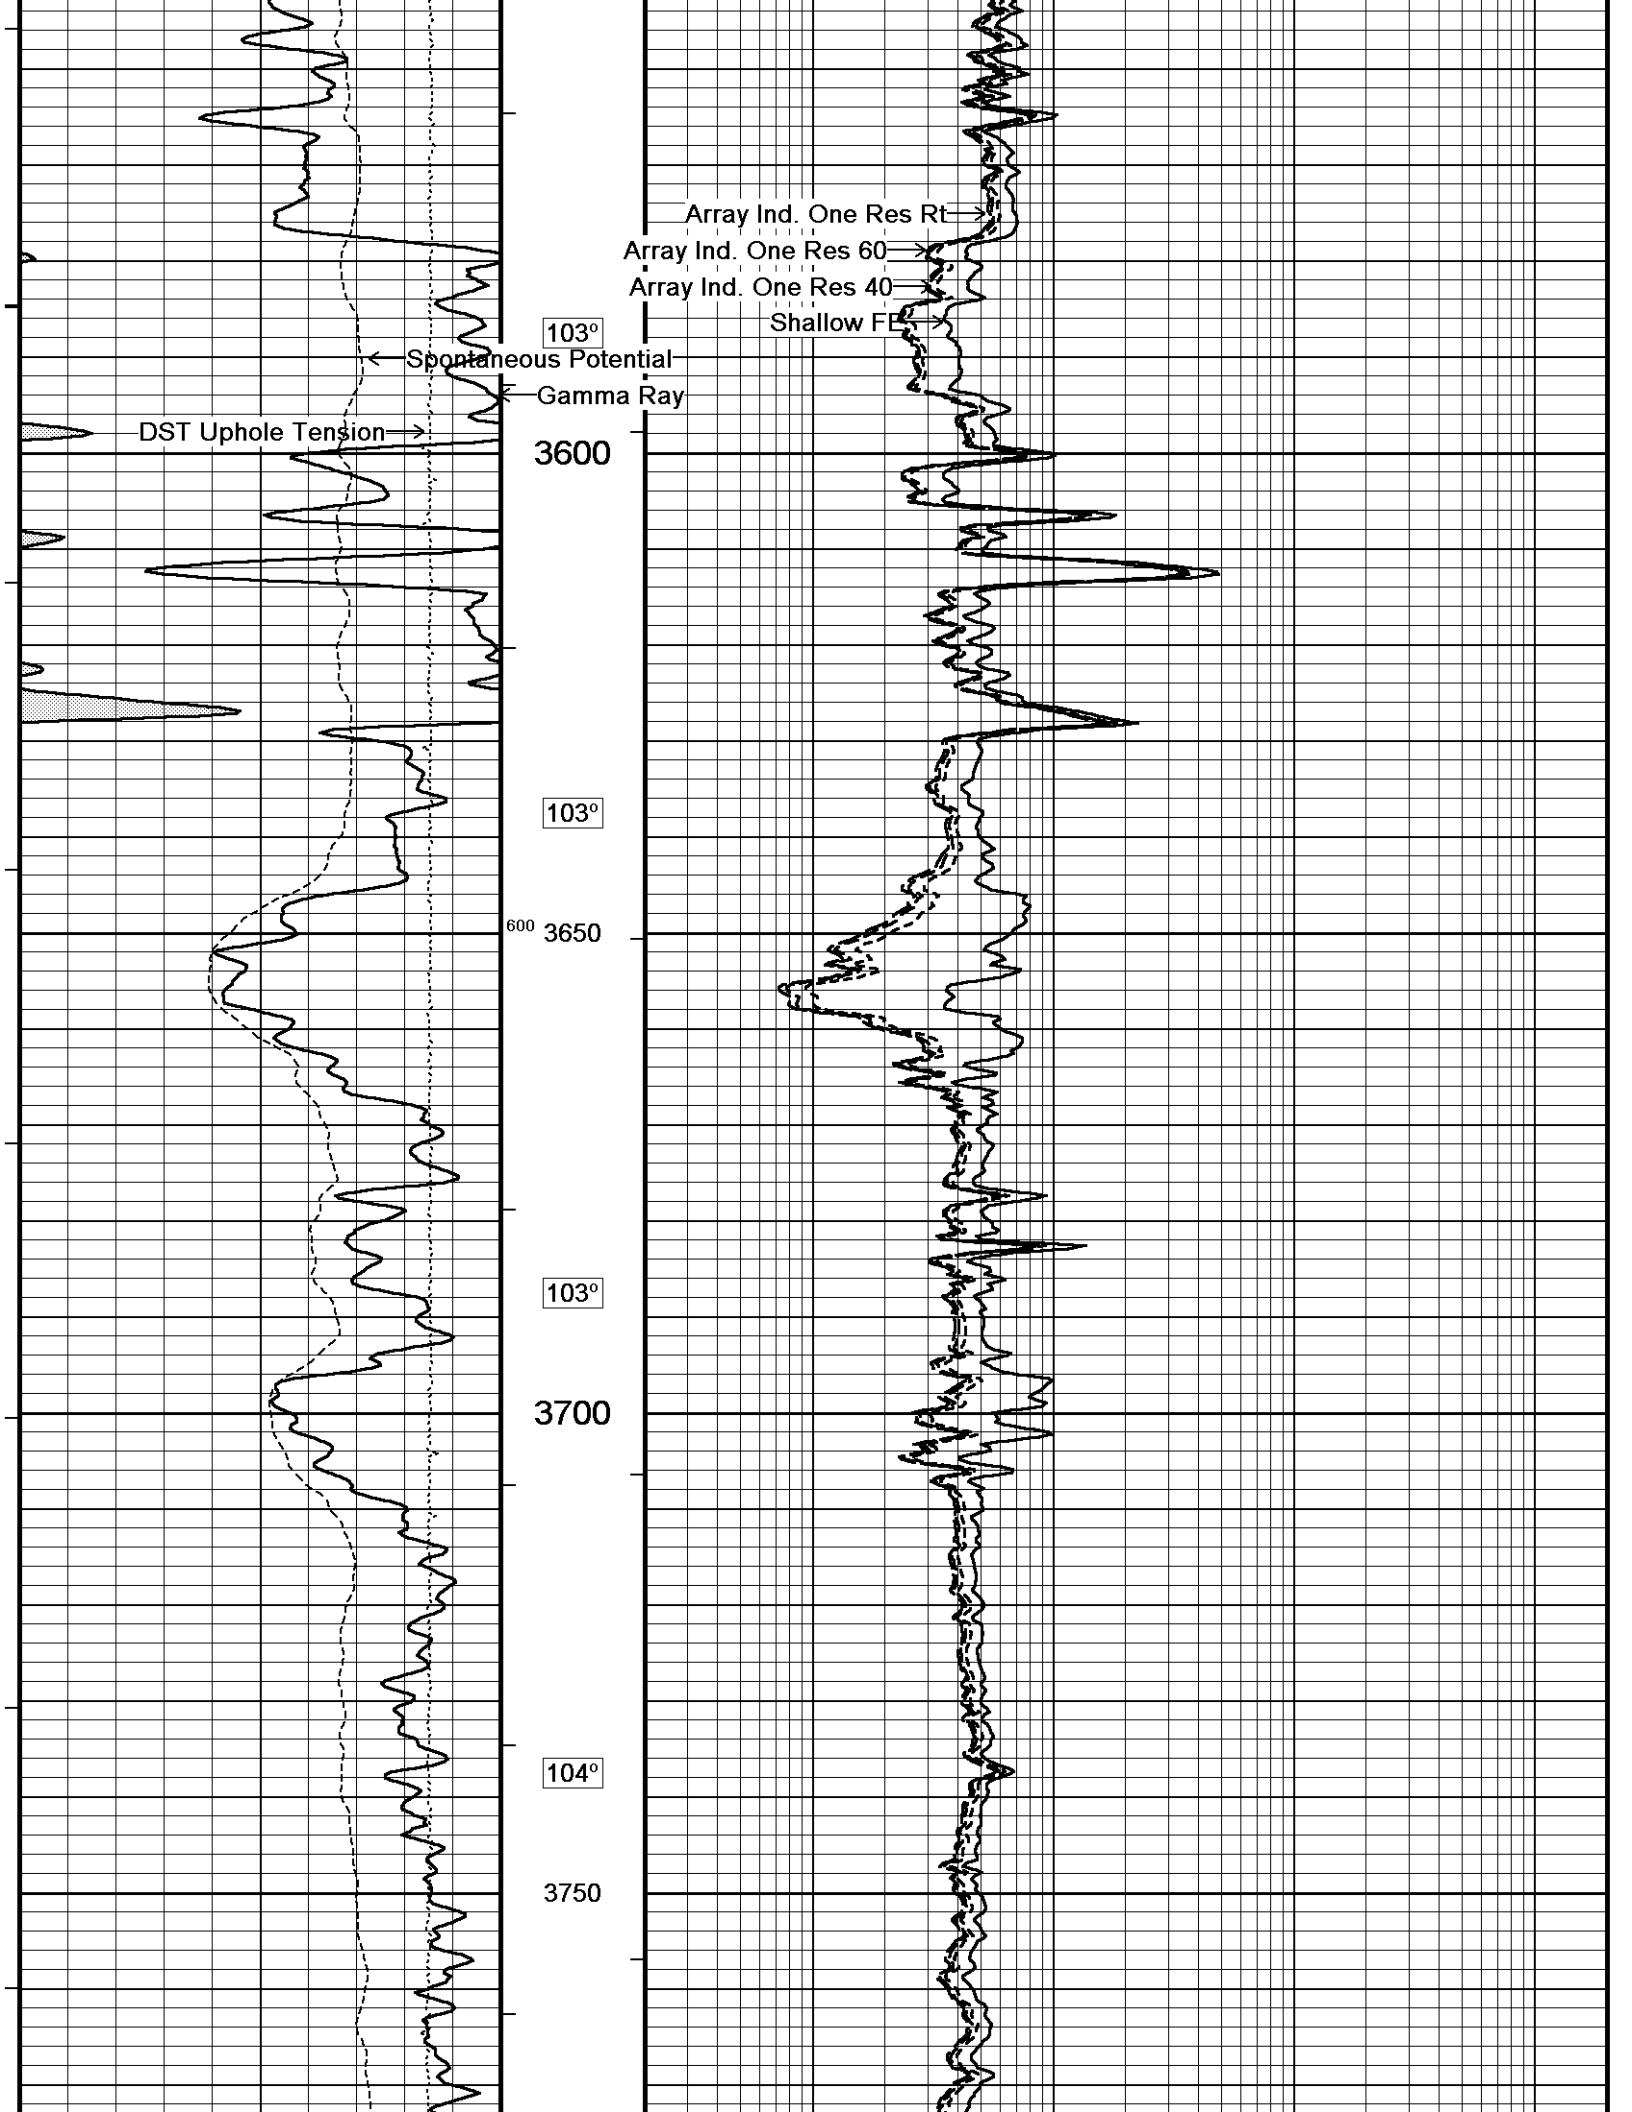 Array Ind. One Res Rt
Array Ind. One Res 60
Array Ind. One Res 40
Shallow FE
103°
Spontaneous Potential
Gamma Ray
DST Uphole Tension
3600
103°
600 3650
103°
3700
104°
3750